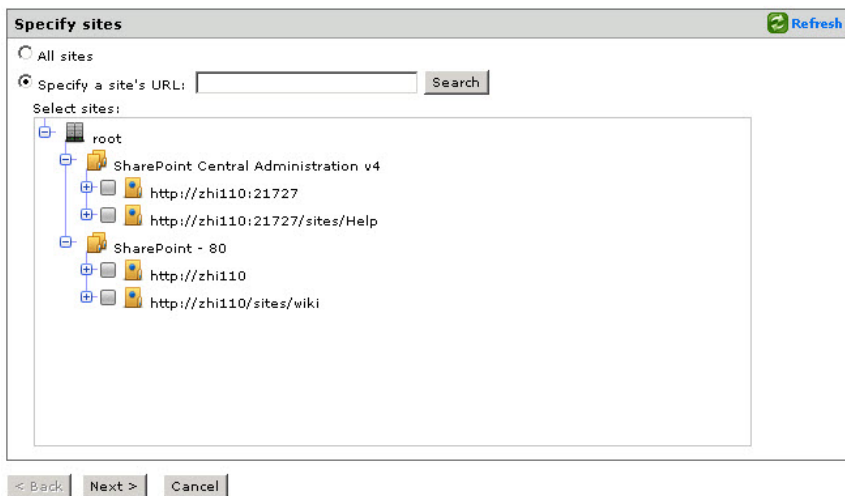 Specify sites Refresh
All sites
Specify a site's URL: Search
Select sites:
root
SharePoint Central Administration v4
http://zhi110:21727
http://zhi110:21727/sites/Help
SharePoint - 80
http://zhi110
http://zhi110/sites/wiki
< Back Next > Cancel